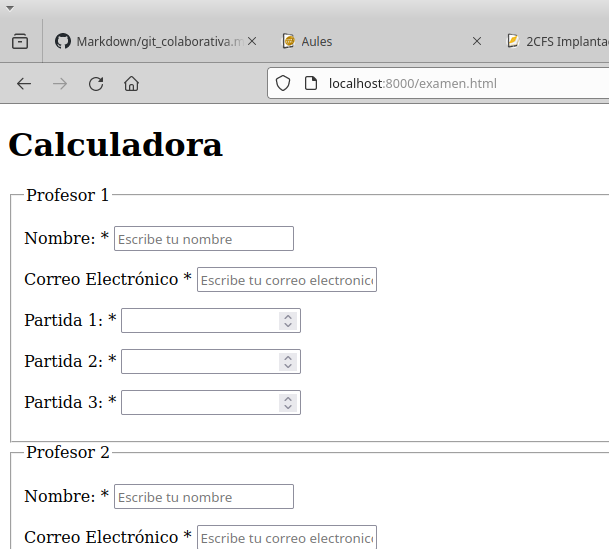 Markdown/git_colaborativa.m
Aules
2CFS Implanta
localhost:8000/examen.html
Calculadora
Profesor 1
Nombre: * Escribe tu nombre
Correo Electrónico * Escribe tu correo electronico
Partida 1: *
Partida 2: *
Partida 3: *
Profesor 2
Nombre: * Escribe tu nombre
Correo Electrónico * Escribe tu correo electronico